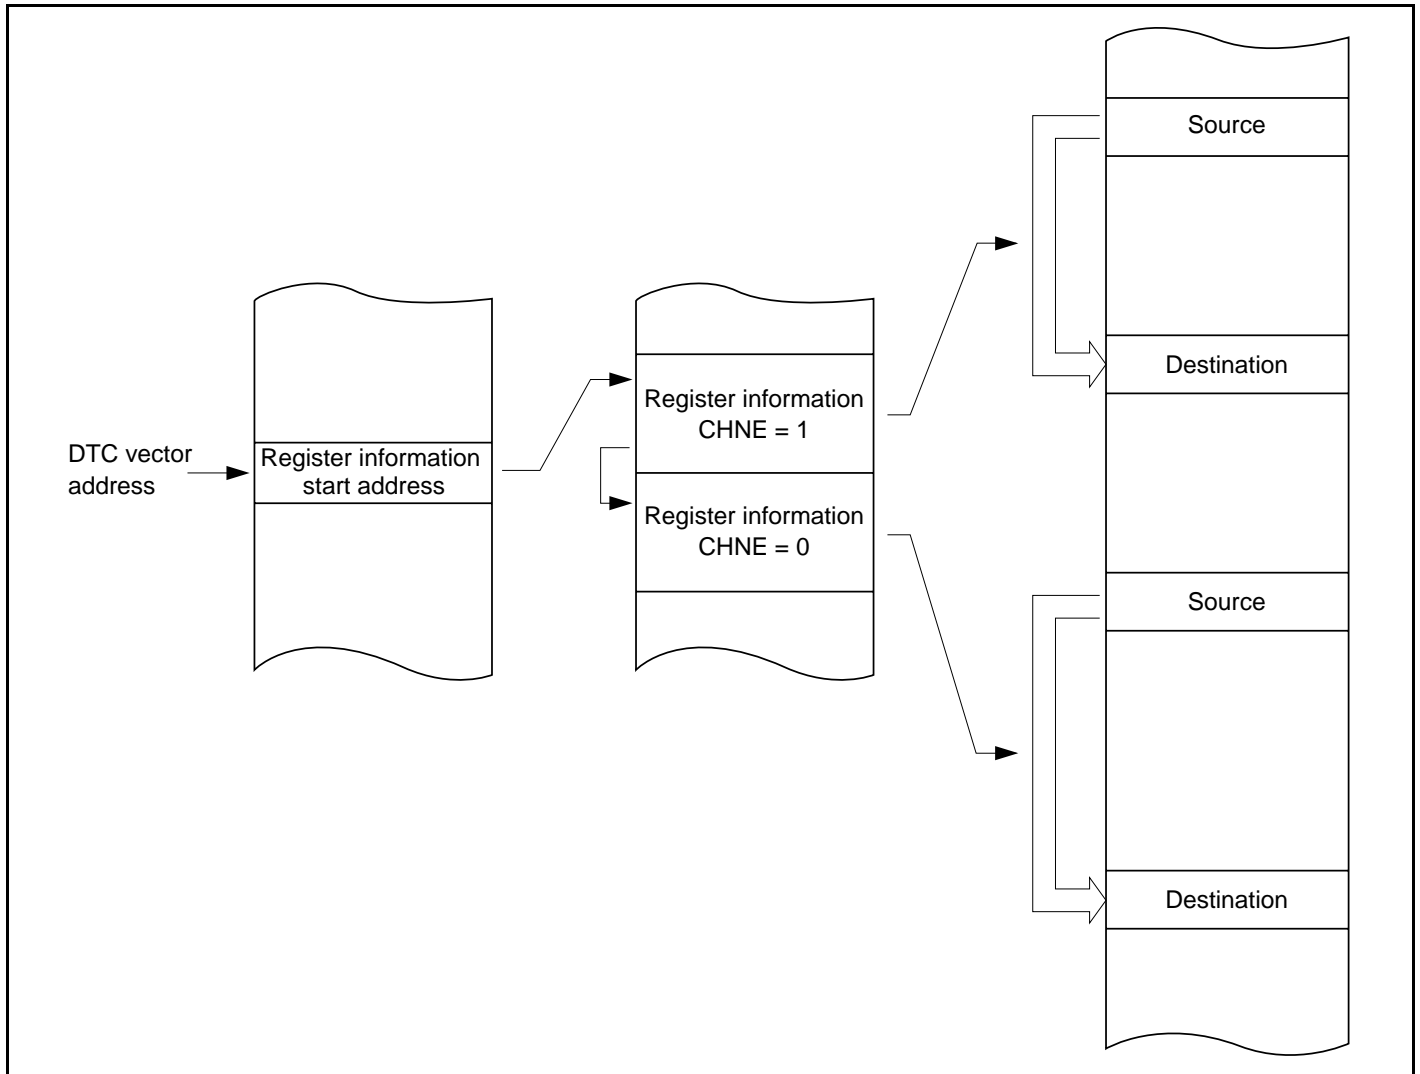 DTC vector
address
Register information
start address
Register information
CHNE = 1
Register information
CHNE = 0
Source
Destination
Source
Destination